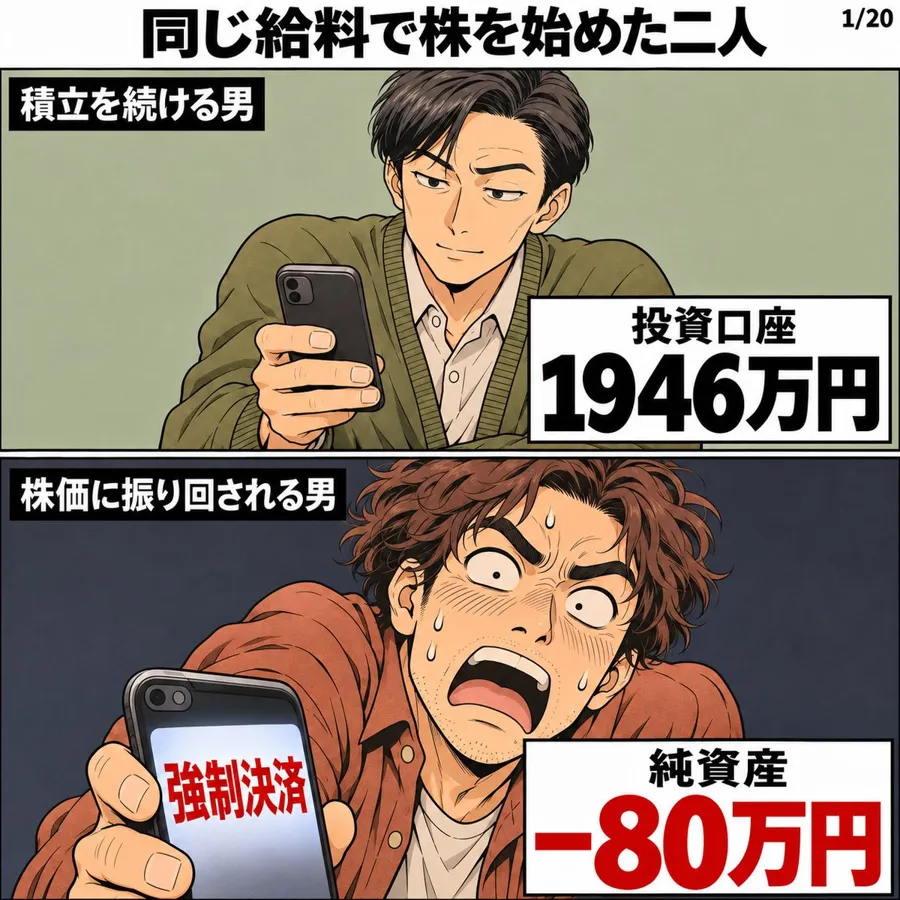 同じ給料で株を始めた二人
1/20
積立を続ける男
投資口座
1946万円
株価に振り回される男
強制決済
純資産
-80万円